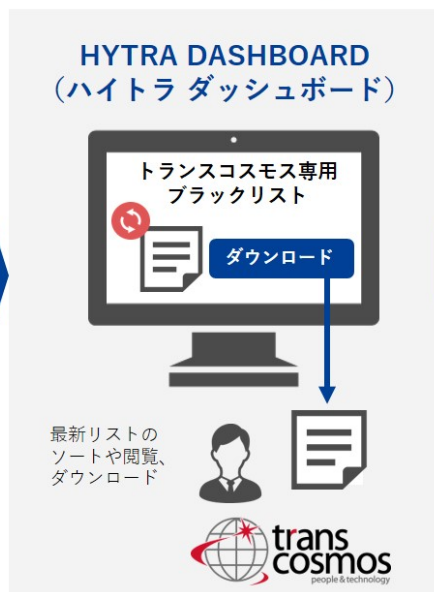 HYTRA DASHBOARD
（ハイトラ ダッシュボード）
トランスコスモス専用
ブラックリスト
ダウンロード
最新リストの
ソートや閲覧、
ダウンロード
trans
cosmos
people & technology